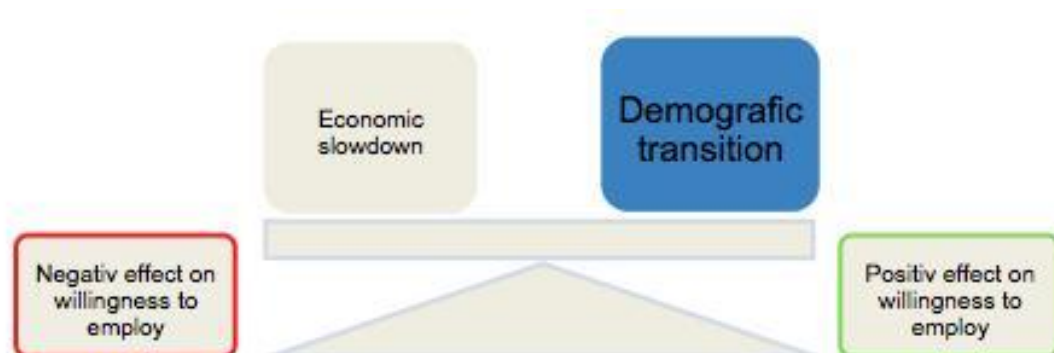 Economic
slowdown
Demografic
transition
Negativ effect on
willingness to
employ
Positiv effect on
willingness to
employ